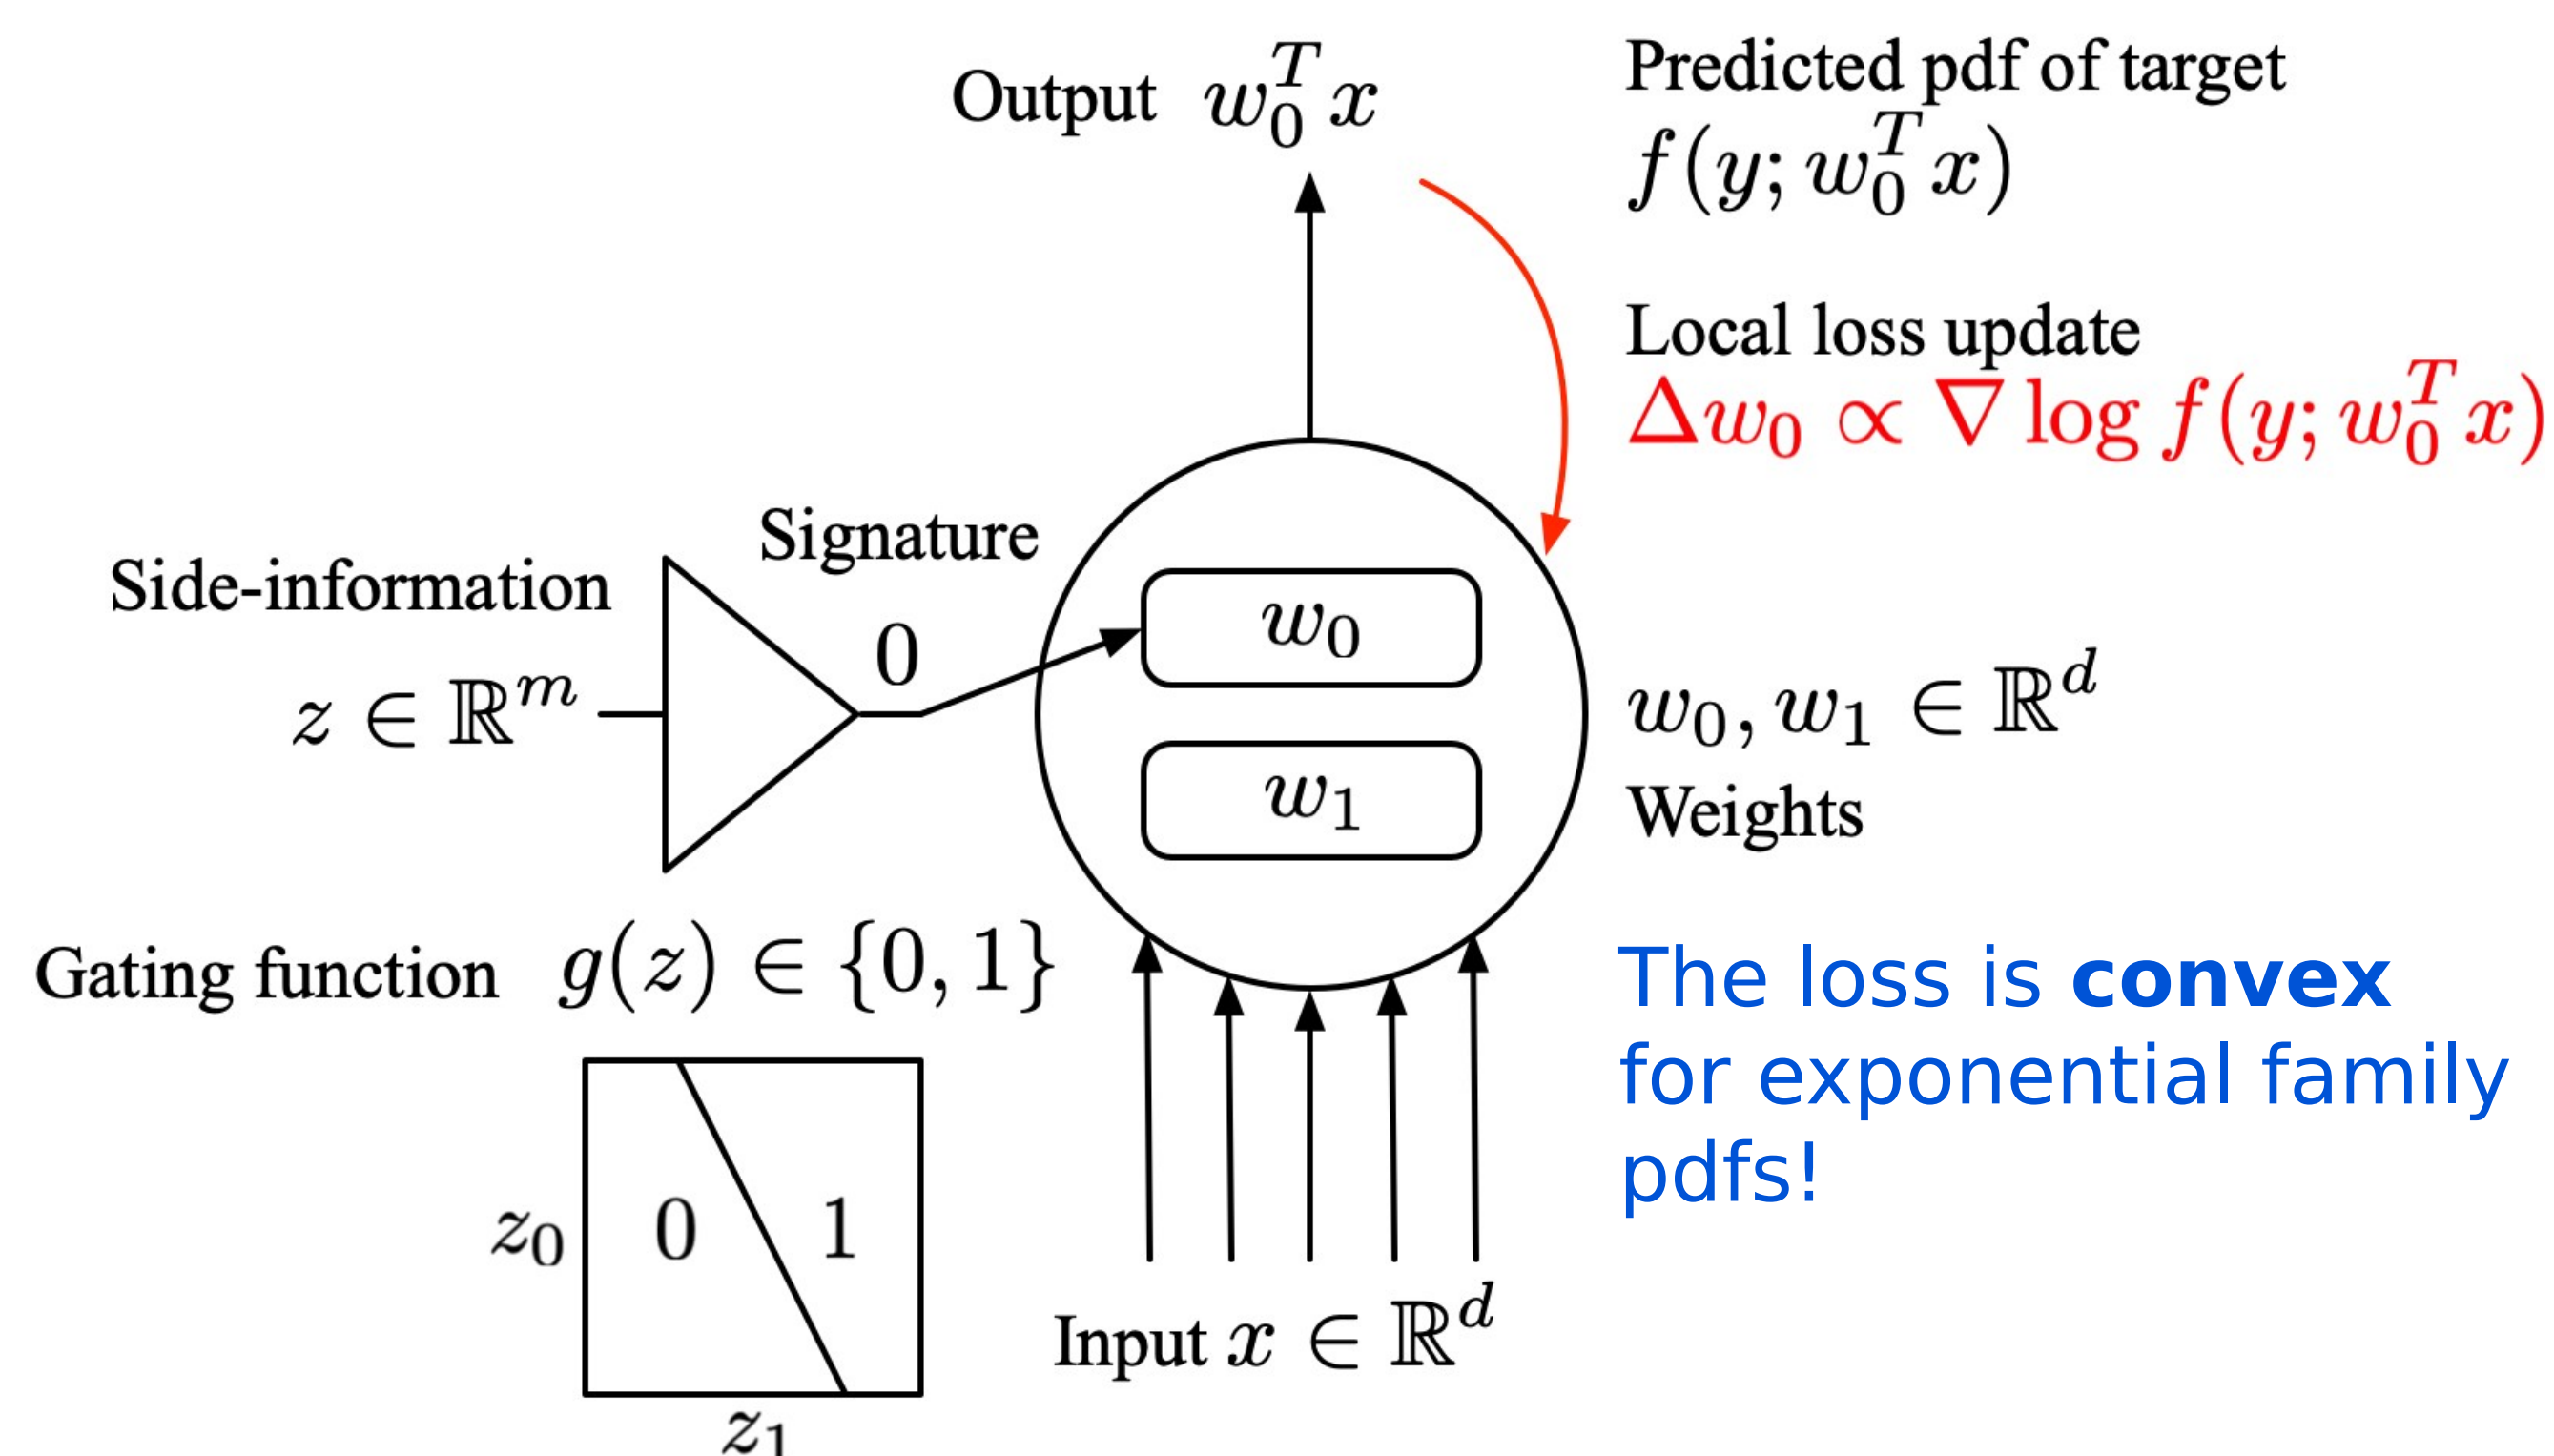 Output $w_0^T x$
Predicted pdf of target
$f(y; w_0^T x)$
Local loss update
$\Delta w_0 \propto \nabla \log f(y; w_0^T x)$
Signature
0
Side-information
$z \in \mathbb{R}^m$
$w_0$
$w_1$
$w_0, w_1 \in \mathbb{R}^d$
Weights
Gating function $g(z) \in \{0, 1\}$
The loss is convex
for exponential family
pdfs!
$z_0$
0 1
$z_1$
Input $x \in \mathbb{R}^d$